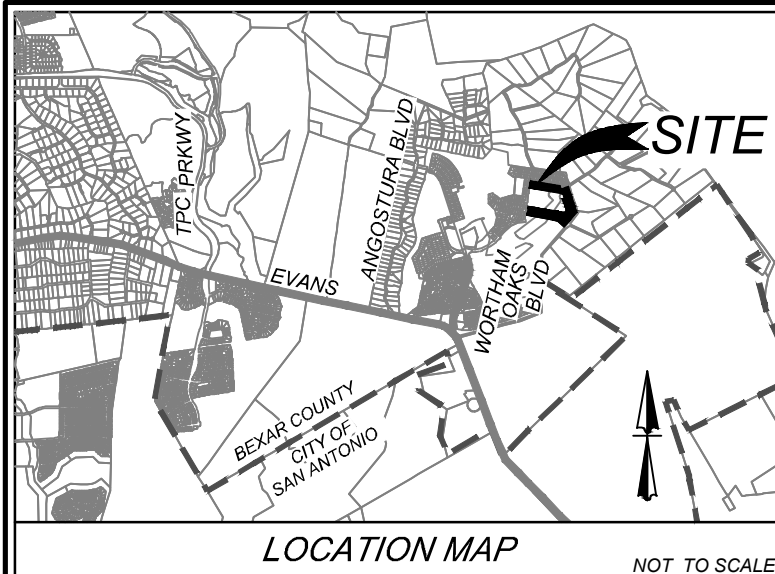 SITE
TPC PRKWY
ANGOSTURA BLVD
EVANS
WORTHAM
OAKS
BLVD
BEXAR COUNTY
CITY OF
SAN ANTONIO
LOCATION MAP
NOT TO SCALE